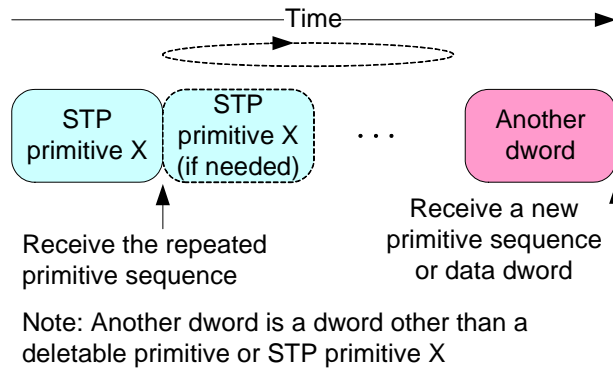 Time
STP
primitive X
STP
primitive X
(if needed)
. . .
Another
dword
Receive the repeated
primitive sequence
Receive a new
primitive sequence
or data dword
Note: Another dword is a dword other than a
deletable primitive or STP primitive X